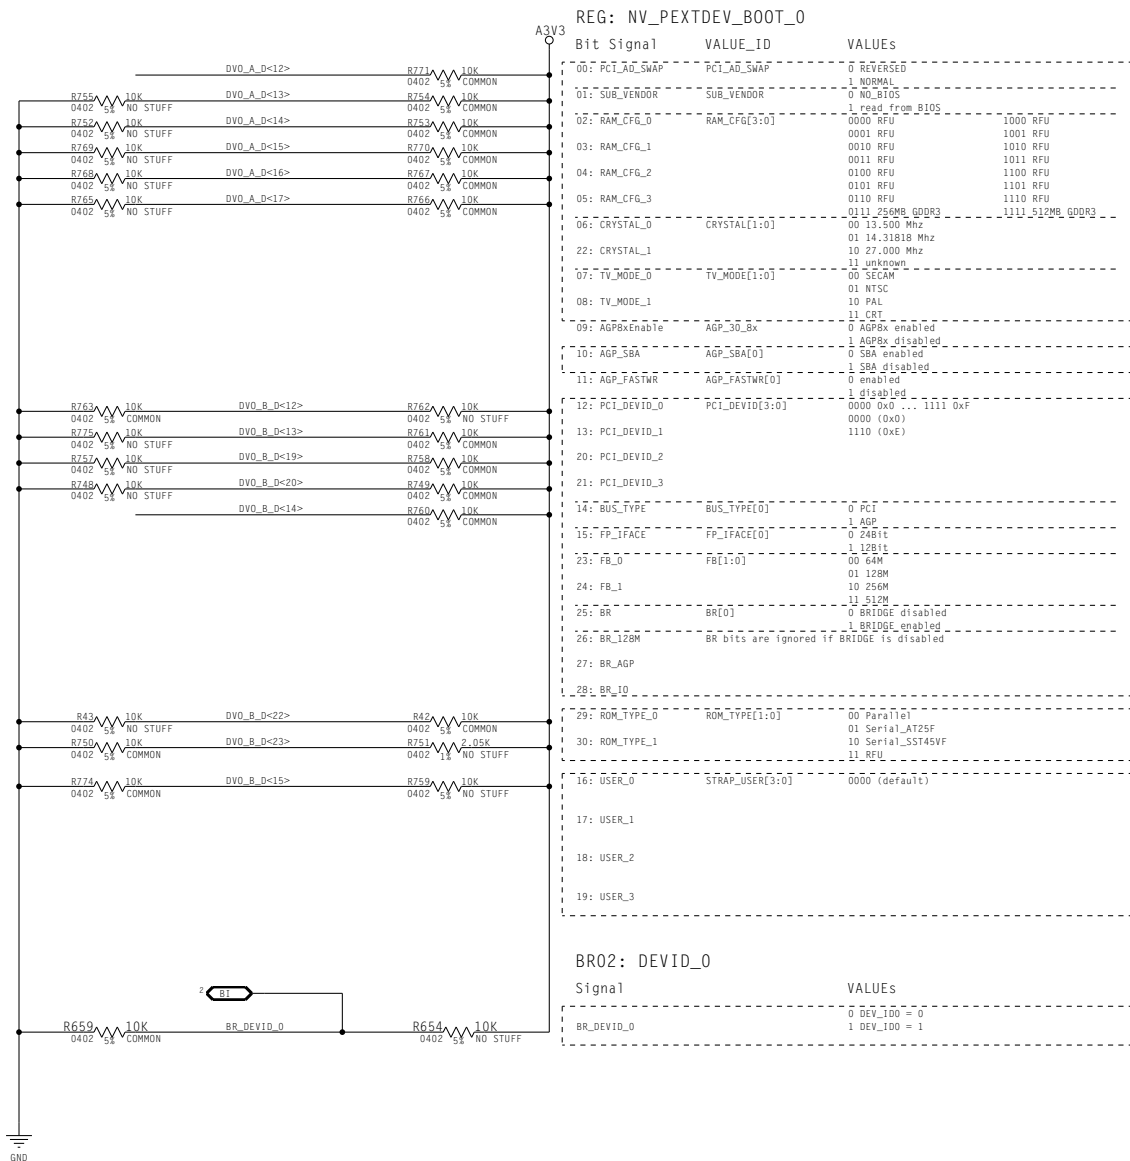 REG: NV_PEXTDEV_BOOT_0
A3V3
Bit Signal VALUE_ID VALUEs
DVO_A_D<12> R771 10K 00: PCI_AD_SWAP PCI_AD_SWAP 0 REVERSED
0402 5% COMMON 1 NORMAL
R755 10K DVO_A_D<13> R754 10K 01: SUB_VENDOR SUB_VENDOR 0 NO_BIOS
0402 5% NO STUFF 0402 5% COMMON 1 read from BIOS
R752 10K DVO_A_D<14> R753 10K 02: RAM_CFG_0 RAM_CFG[3:0] 0000 RFU 1000 RFU
0402 5% NO STUFF 0402 5% COMMON 0001 RFU 1001 RFU
R769 10K DVO_A_D<15> R770 10K 03: RAM_CFG_1 0010 RFU 1010 RFU
0402 5% NO STUFF 0402 5% COMMON 0011 RFU 1011 RFU
R768 10K DVO_A_D<16> R767 10K 04: RAM_CFG_2 0100 RFU 1100 RFU
0402 5% NO STUFF 0402 5% COMMON 0101 RFU 1101 RFU
R765 10K DVO_A_D<17> R766 10K 05: RAM_CFG_3 0110 RFU 1110 RFU
0402 5% NO STUFF 0402 5% COMMON 0111 256MB GDDR3 1111 512MB GDDR3
06: CRYSTAL_0 CRYSTAL[1:0] 00 13.500 Mhz
01 14.31818 Mhz
22: CRYSTAL_1 10 27.000 Mhz
11 unknown
07: TV_MODE_0 TV_MODE[1:0] 00 SECAM
01 NTSC
08: TV_MODE_1 10 PAL
11 CRT
09: AGP8xEnable AGP_30_8x 0 AGP8x enabled
1 AGP8x disabled
10: AGP_SBA AGP_SBA[0] 0 SBA enabled
1 SBA disabled
11: AGP_FASTWR AGP_FASTWR[0] 0 enabled
1 disabled
R763 10K DVO_B_D<12> R762 10K 12: PCI_DEVID_0 PCI_DEVID[3:0] 0000 0x0 ... 1111 0xF
0402 5% COMMON 0402 5% NO STUFF 0000 (0x0)
R775 10K DVO_B_D<13> R761 10K 13: PCI_DEVID_1 1110 (0xE)
0402 5% NO STUFF 0402 5% COMMON
R757 10K DVO_B_D<19> R758 10K 20: PCI_DEVID_2
0402 5% NO STUFF 0402 5% COMMON
R748 10K DVO_B_D<20> R749 10K 21: PCI_DEVID_3
0402 5% NO STUFF 0402 5% COMMON
DVO_B_D<14> R760 10K 14: BUS_TYPE BUS_TYPE[0] 0 PCI
0402 5% COMMON 1 AGP
15: FP_IFACE FP_IFACE[0] 0 24Bit
1 12Bit
23: FB_0 FB[1:0] 00 64M
01 128M
24: FB_1 10 256M
11 512M
25: BR BR[0] 0 BRIDGE disabled
1 BRIDGE enabled
26: BR_128M BR bits are ignored if BRIDGE is disabled
27: BR_AGP
28: BR_IO
R43 10K DVO_B_D<22> R42 10K 29: ROM_TYPE_0 ROM_TYPE[1:0] 00 Parallel
0402 5% NO STUFF 0402 5% COMMON 01 Serial_AT25F
R750 10K DVO_B_D<23> R751 2.05K 30: ROM_TYPE_1 10 Serial_SST45VF
0402 5% COMMON 0402 1% NO STUFF 11 RFU
R774 10K DVO_B_D<15> R759 10K 16: USER_0 STRAP_USER[3:0] 0000 (default)
0402 5% COMMON 0402 5% NO STUFF
17: USER_1
18: USER_2
19: USER_3
BR02: DEVID_0
2 BI Signal VALUEs
0 DEV_ID0 = 0
R659 10K BR_DEVID_0 R654 10K BR_DEVID_0 1 DEV_ID0 = 1
0402 5% COMMON 0402 5% NO STUFF
GND